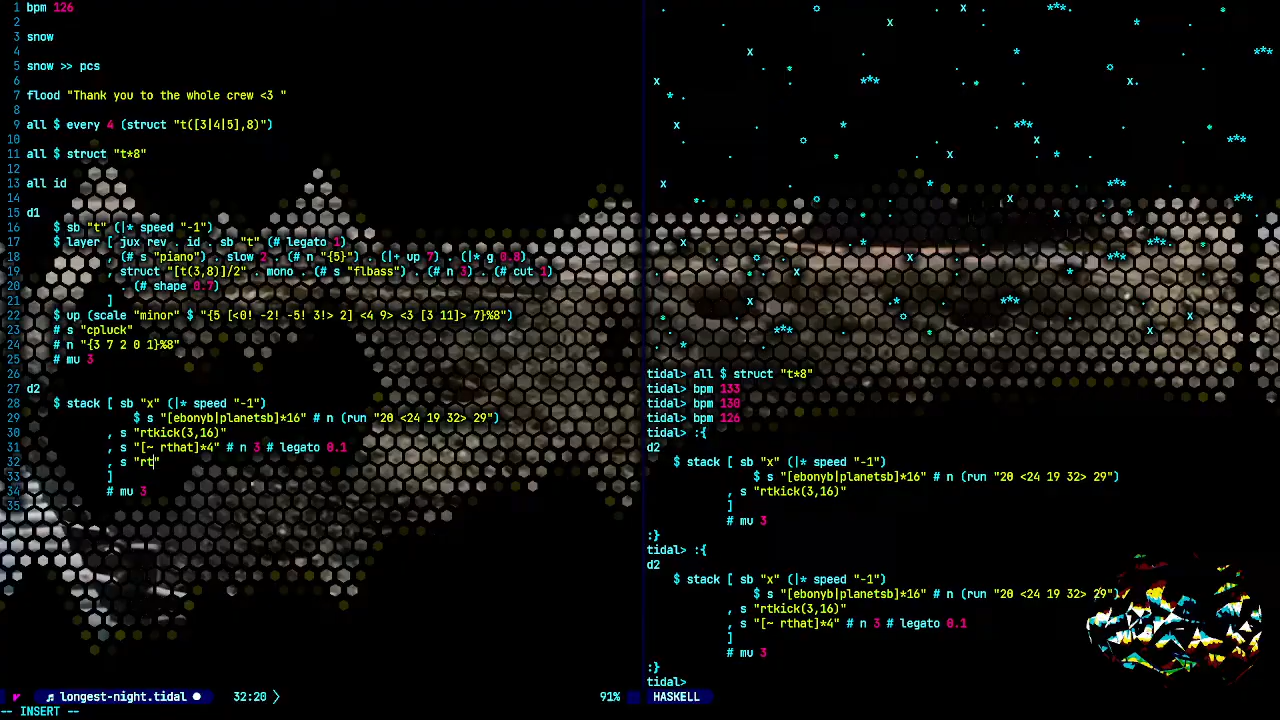 1 bpm 126
2
3 snow
4
5 snow >> pcs
6
7 flood "Thank you to the whole crew <3 "
8
9 all $ every 4 (struct "t([3|4|5],8)")
10
11 all $ struct "t*8"
12
13 all id
14
15 d1
16     $ sb "t" (|* speed "-1")
17     $ layer [ jux rev . id . sb "t" (# legato 1)
18             , (# s "piano") . slow 2 . (# n "{5}") . (|+ up 7) . (|* g 0.8)
19             , struct "[t(3,8)]/2" . mono . (# s "flbass") . (# n 3) . (# cut 1)
20             . (# shape 0.7)
21             ]
22     $ up (scale "minor" $ "{5 [<0! -2! -5! 3!> 2] <4 9> <3 [3 11]> 7}%8")
23     # s "cpluck"
24     # n "{3 7 2 0 1}%8"
25     # mu 3
26
27 d2
28     $ stack [ sb "x" (|* speed "-1")
29                 $ s "[ebonyb|planetsb]*16" # n (run "20 <24 19 32> 29")
30             , s "rtkick(3,16)"
31             , s "[~ rthat]*4" # n 3 # legato 0.1
32             , s "rt"
33             ]
34             # mu 3
35
♬ longest-night.tidal ●     32:20     91%
-- INSERT --
tidal> all $ struct "t*8"
tidal> bpm 133
tidal> bpm 130
tidal> bpm 126
tidal> :{
d2
    $ stack [ sb "x" (|* speed "-1")
                $ s "[ebonyb|planetsb]*16" # n (run "20 <24 19 32> 29")
            , s "rtkick(3,16)"
            ]
            # mu 3
:}
tidal> :{
d2
    $ stack [ sb "x" (|* speed "-1")
                $ s "[ebonyb|planetsb]*16" # n (run "20 <24 19 32> 29")
            , s "rtkick(3,16)"
            , s "[~ rthat]*4" # n 3 # legato 0.1
            ]
            # mu 3
:}
tidal>
HASKELL